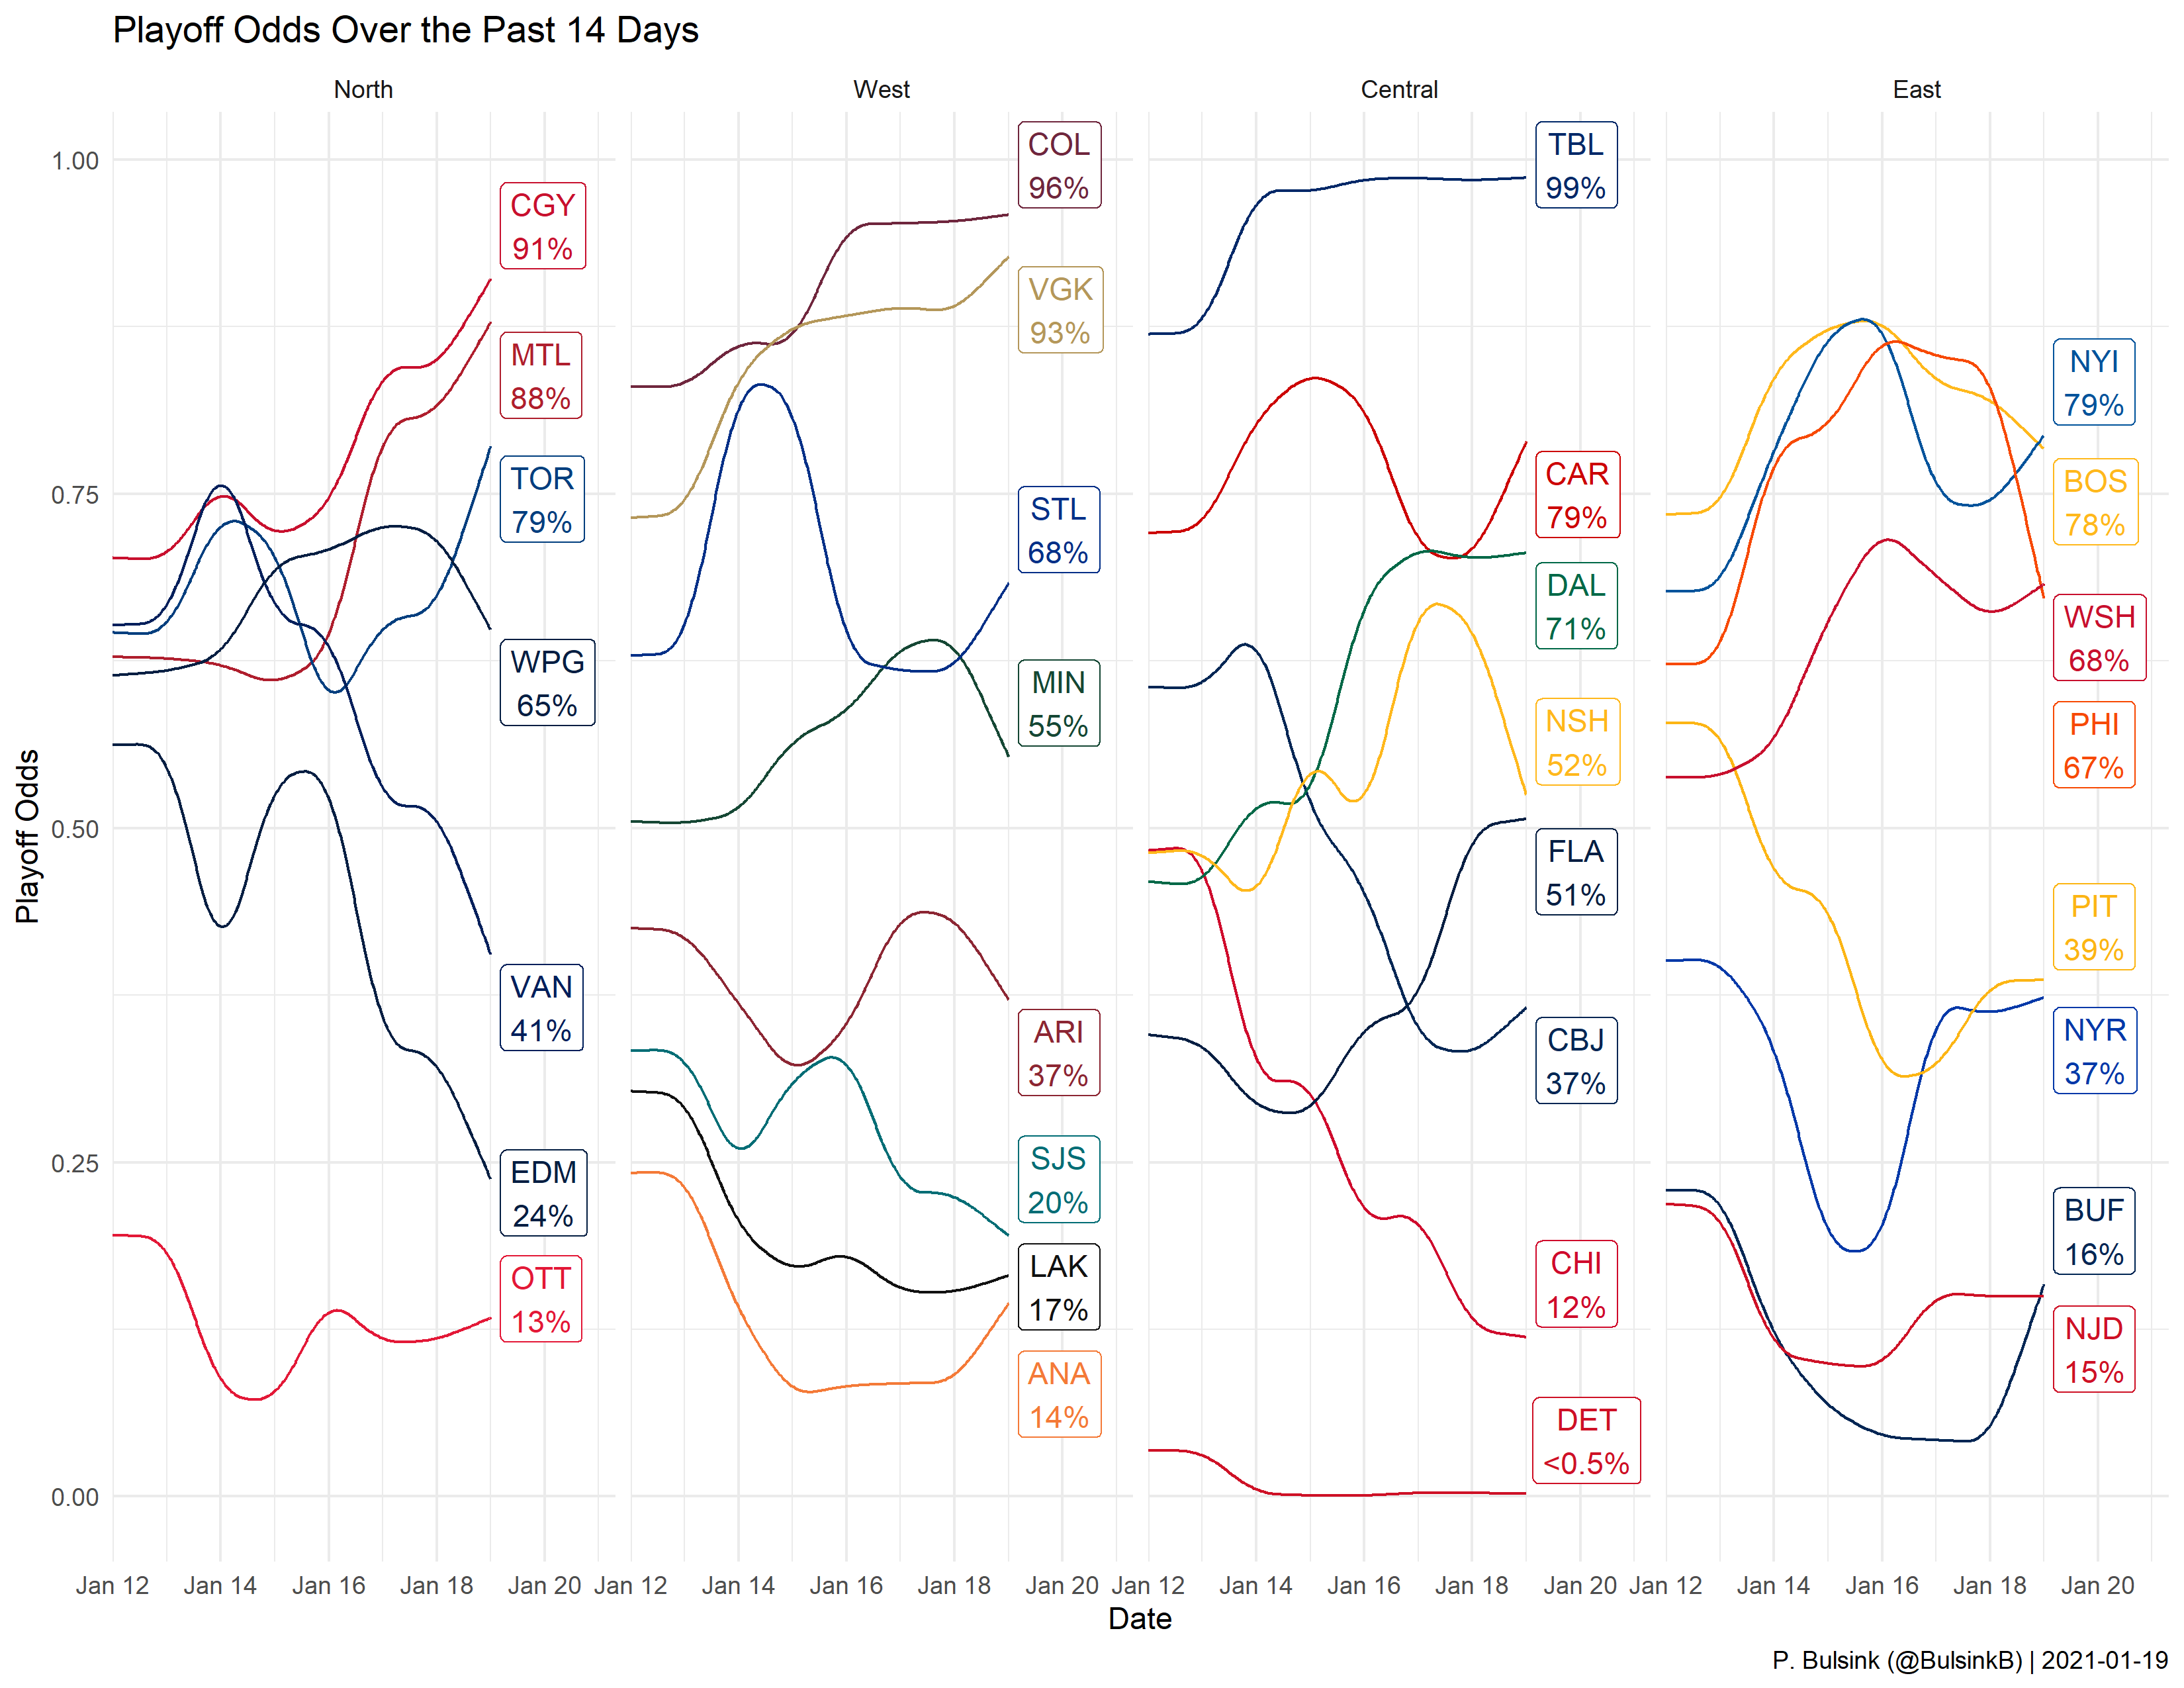 Playoff Odds Over the Past 14 Days
North
West
Central
East
Playoff Odds
1.00
0.75
0.50
0.25
0.00
CGY
91%
MTL
88%
TOR
79%
WPG
65%
VAN
41%
EDM
24%
OTT
13%
COL
96%
VGK
93%
STL
68%
MIN
55%
ARI
37%
SJS
20%
LAK
17%
ANA
14%
TBL
99%
CAR
79%
DAL
71%
NSH
52%
FLA
51%
CBJ
37%
CHI
12%
DET
<0.5%
NYI
79%
BOS
78%
WSH
68%
PHI
67%
PIT
39%
NYR
37%
BUF
16%
NJD
15%
Jan 12 Jan 14 Jan 16 Jan 18 Jan 20 Jan 12 Jan 14 Jan 16 Jan 18 Jan 20 Jan 12 Jan 14 Jan 16 Jan 18 Jan 20 Jan 12 Jan 14 Jan 16 Jan 18 Jan 20
Date
P. Bulsink (@BulsinkB) | 2021-01-19